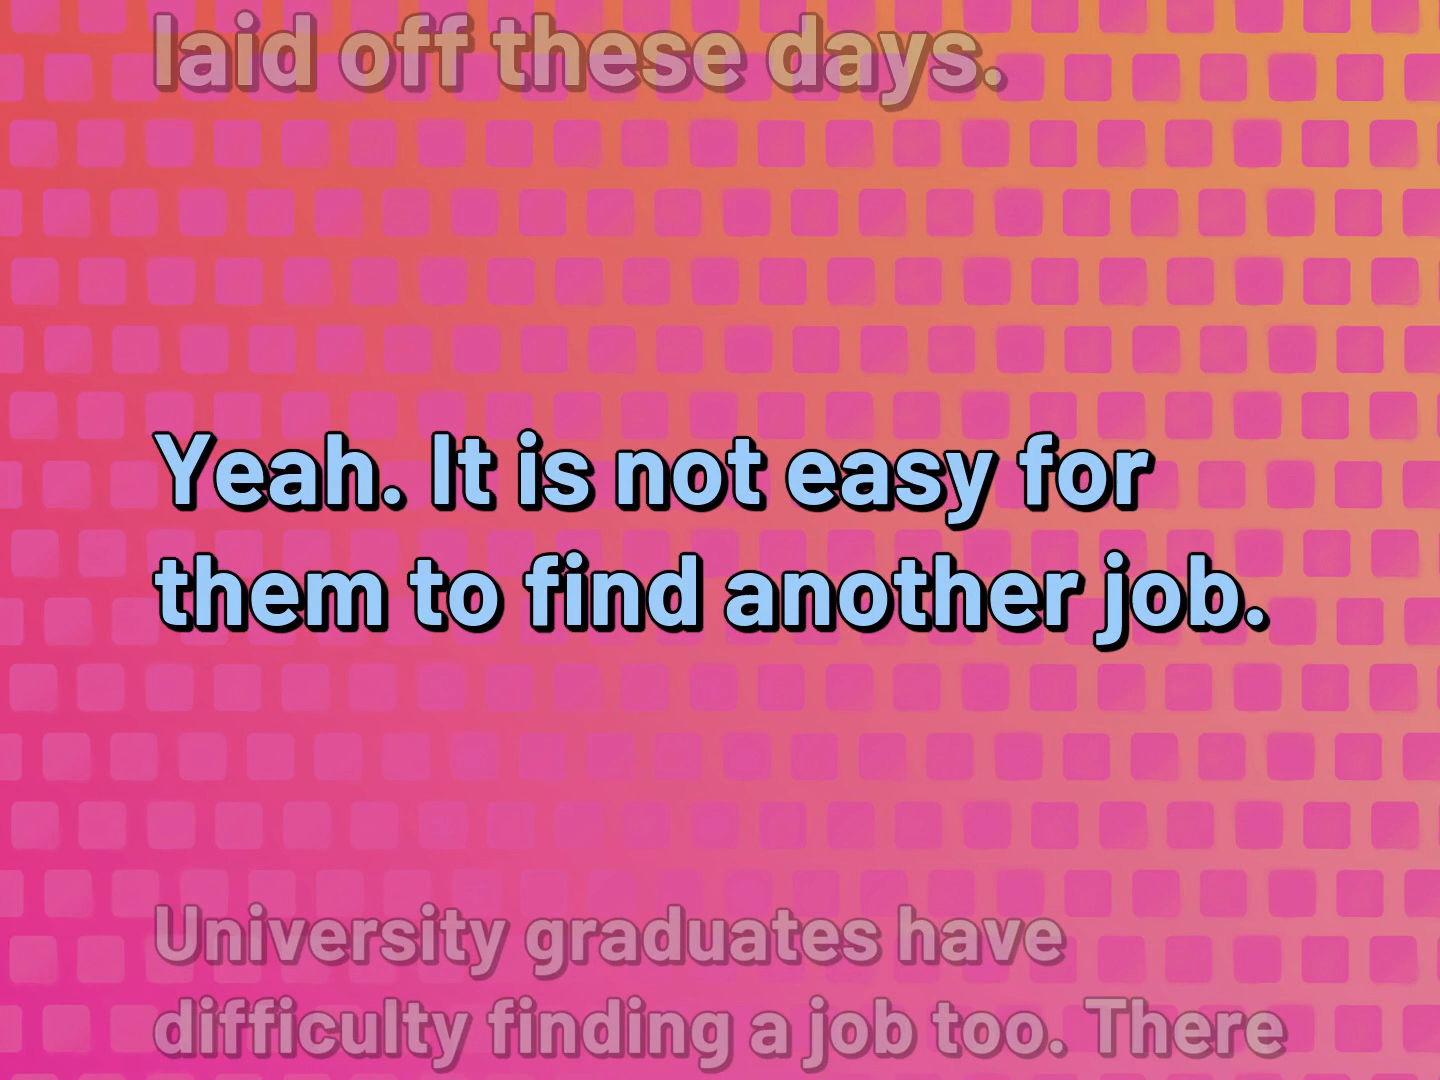 laid off these days.
Yeah. It is not easy for
them to find another job.
University graduates have
difficulty finding a job too. There